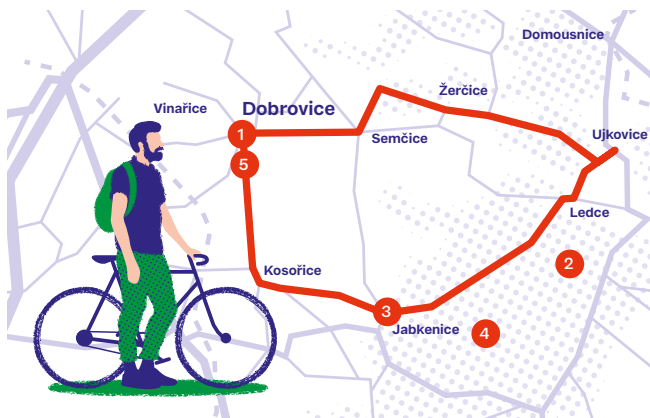 Domousnice
Žerčice
Vinařice
Dobrovice
1
Semčice
Ujkovice
5
Ledce
2
Kosořice
3
Jabkenice
4